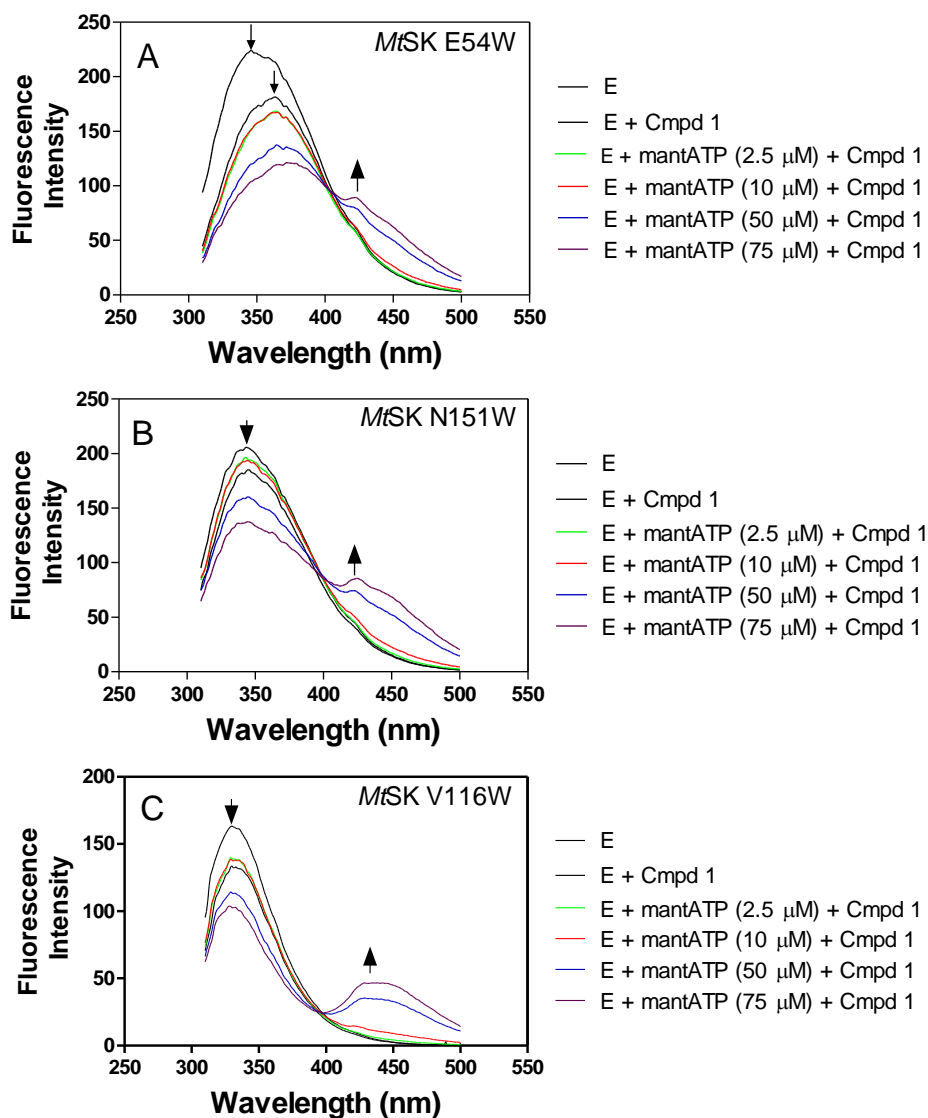 A
MtSK E54W
250
200
150
100
50
0
250 300 350 400 450 500 550
Fluorescence
Intensity
Wavelength (nm)
E
E + Cmpd 1
E + mantATP (2.5 μM) + Cmpd 1
E + mantATP (10 μM) + Cmpd 1
E + mantATP (50 μM) + Cmpd 1
E + mantATP (75 μM) + Cmpd 1
B
MtSK N151W
250
200
150
100
50
0
250 300 350 400 450 500 550
Fluorescence
Intensity
Wavelength (nm)
E
E + Cmpd 1
E + mantATP (2.5 μM) + Cmpd 1
E + mantATP (10 μM) + Cmpd 1
E + mantATP (50 μM) + Cmpd 1
E + mantATP (75 μM) + Cmpd 1
C
MtSK V116W
200
150
100
50
0
250 300 350 400 450 500 550
Fluorescence
Intensity
Wavelength (nm)
E
E + Cmpd 1
E + mantATP (2.5 μM) + Cmpd 1
E + mantATP (10 μM) + Cmpd 1
E + mantATP (50 μM) + Cmpd 1
E + mantATP (75 μM) + Cmpd 1